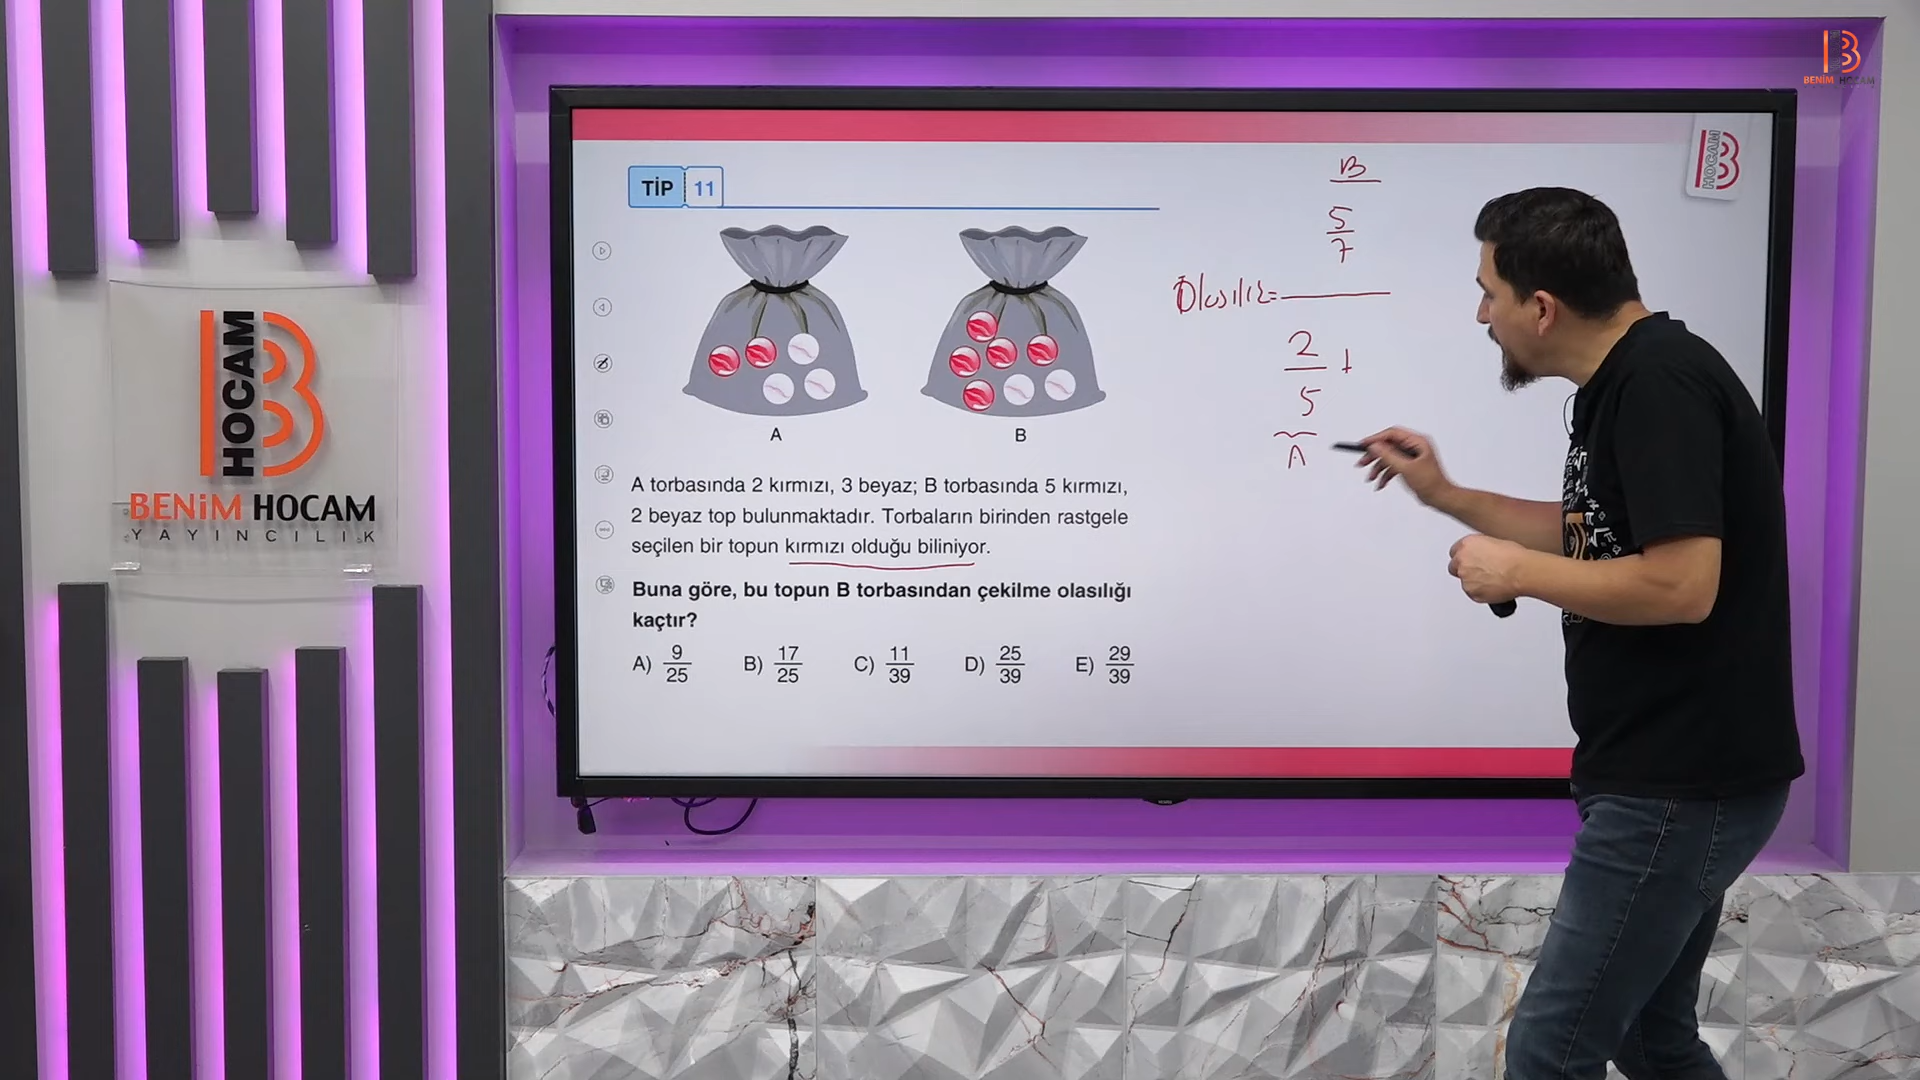 BENİM HOCAM
HOCAM
BENİM HOCAM
YAYINCILIK
HOCAM
TİP 11
A
B
A torbasında 2 kırmızı, 3 beyaz; B torbasında 5 kırmızı,
2 beyaz top bulunmaktadır. Torbaların birinden rastgele
seçilen bir topun kırmızı olduğu biliniyor.
Buna göre, bu topun B torbasından çekilme olasılığı
kaçtır?
A) 9/25 B) 17/25 C) 11/39 D) 25/39 E) 29/39
B
5/7
Olasılık=
2/5 +
A